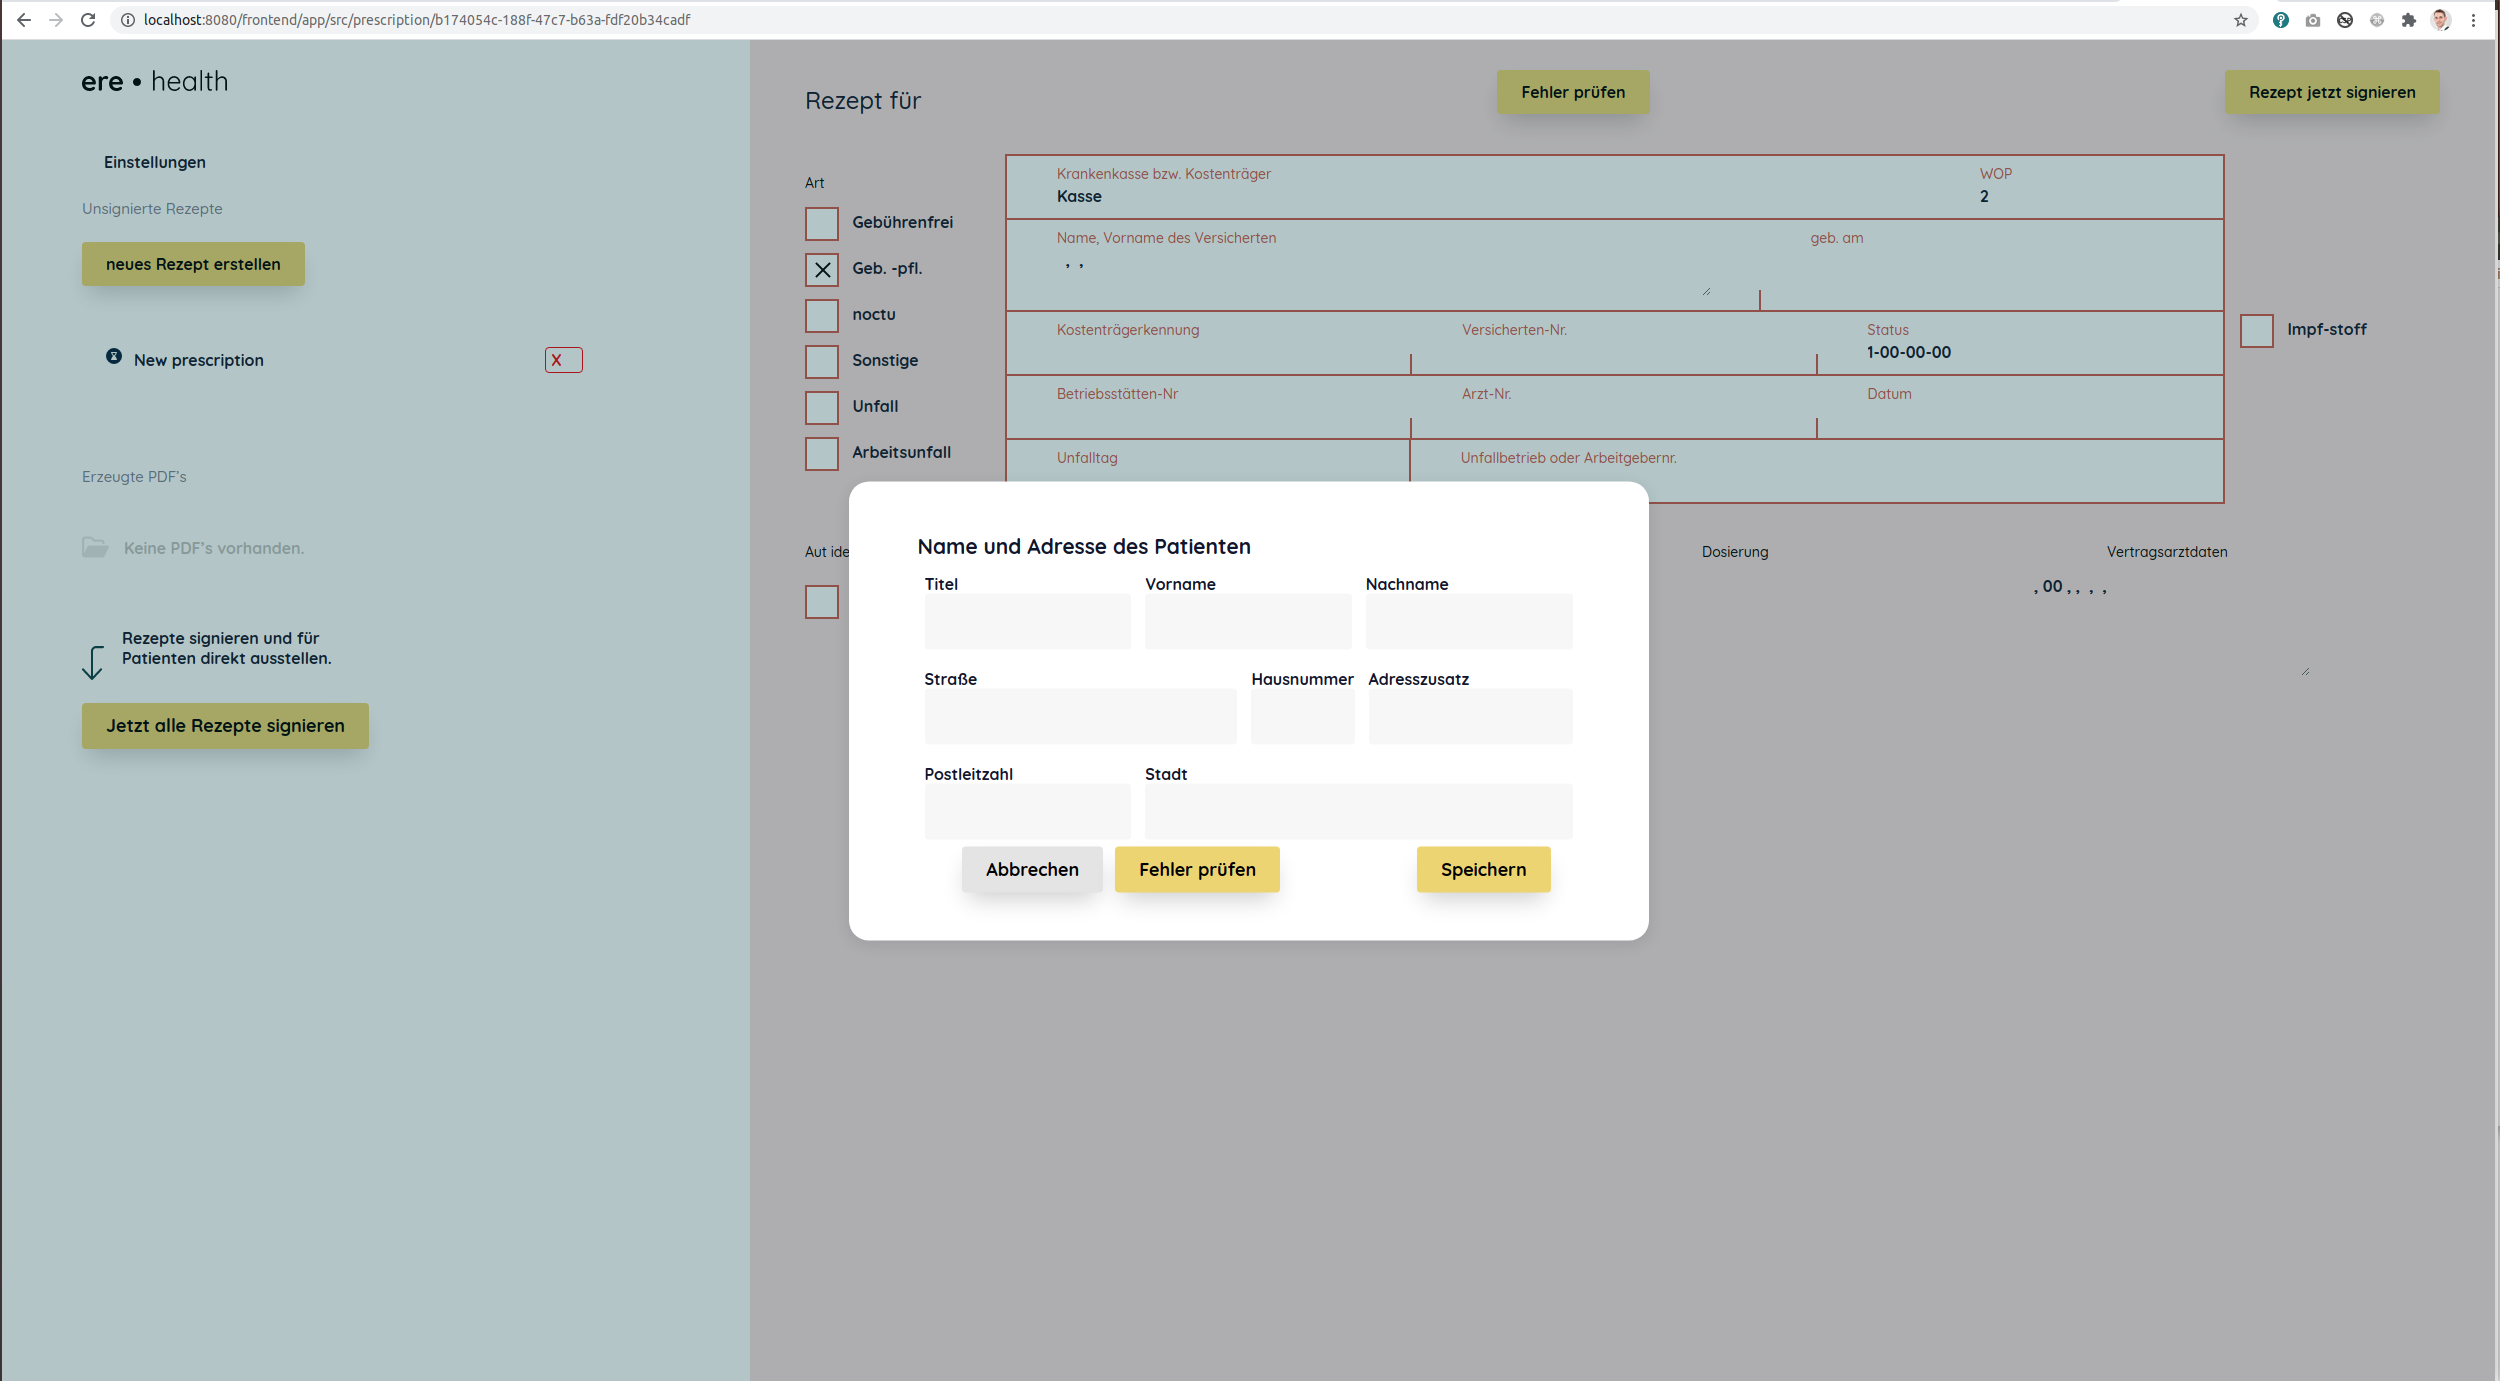 localhost:8080/frontend/app/src/prescription/b174054c-188f-47c7-b63a-fdf20b34cadf
ere • health
Einstellungen
Unsignierte Rezepte
neues Rezept erstellen
New prescription
X
Erzeugte PDF's
Keine PDF's vorhanden.
Rezepte signieren und für
Patienten direkt ausstellen.
Jetzt alle Rezepte signieren
Rezept für
Fehler prüfen
Rezept jetzt signieren
Art
Gebührenfrei
Geb. -pfl.
noctu
Sonstige
Unfall
Arbeitsunfall
Krankenkasse bzw. Kostenträger
WOP
Kasse
2
Name, Vorname des Versicherten
geb. am
, ,
Kostenträgerkennung
Versicherten-Nr.
Status
1-00-00-00
Betriebsstätten-Nr
Arzt-Nr.
Datum
Unfalltag
Unfallbetrieb oder Arbeitgebernr.
Impf-stoff
Aut ide
Dosierung
Vertragsarztdaten
, 00 , , , ,
Name und Adresse des Patienten
Titel
Vorname
Nachname
Straße
Hausnummer
Adresszusatz
Postleitzahl
Stadt
Abbrechen
Fehler prüfen
Speichern